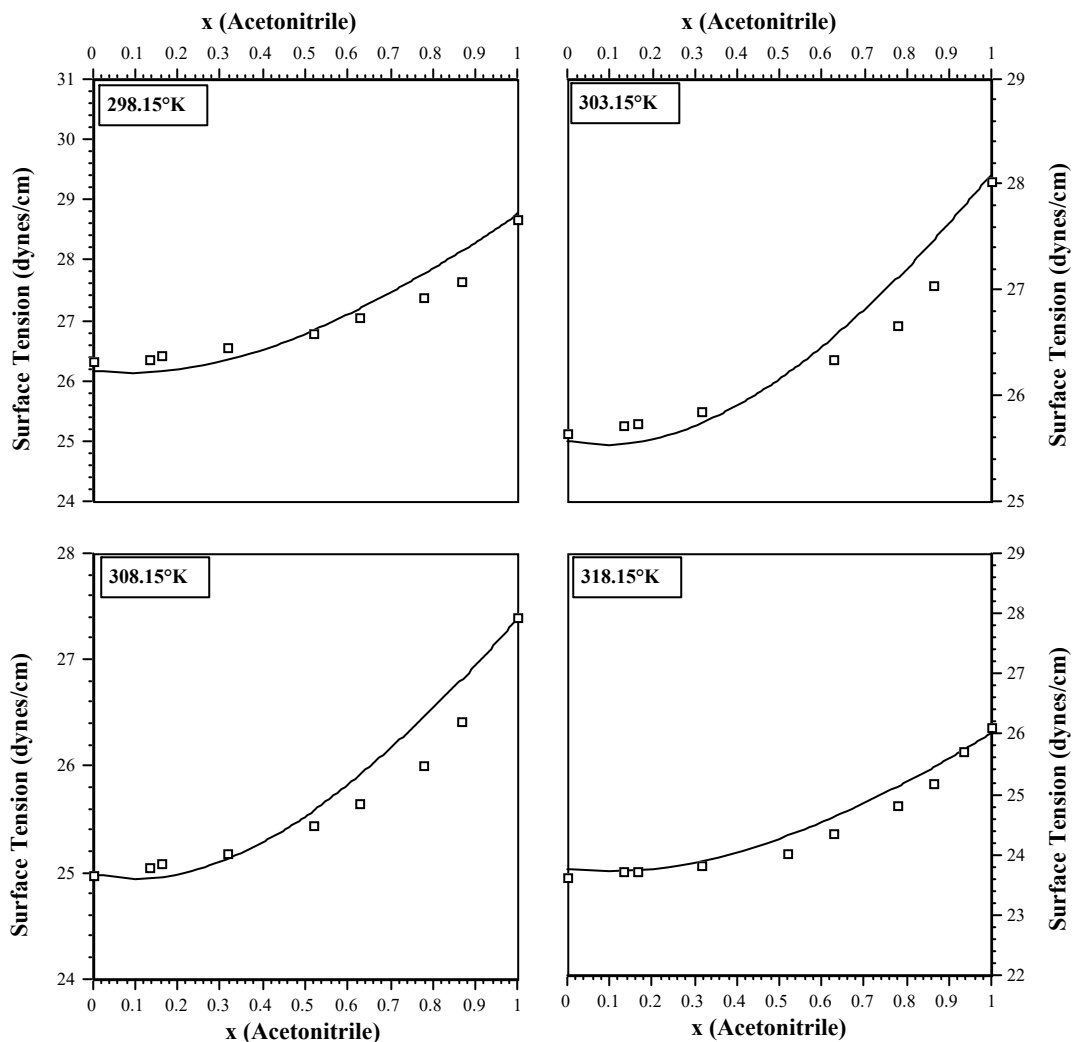 x (Acetonitrile)
x (Acetonitrile)
0 0.1 0.2 0.3 0.4 0.5 0.6 0.7 0.8 0.9 1
0 0.1 0.2 0.3 0.4 0.5 0.6 0.7 0.8 0.9 1
298.15°K
31
30
29
28
27
26
25
24
Surface Tension (dynes/cm)
303.15°K
29
28
27
26
25
Surface Tension (dynes/cm)
308.15°K
28
27
26
25
24
Surface Tension (dynes/cm)
318.15°K
29
28
27
26
25
24
23
22
Surface Tension (dynes/cm)
0 0.1 0.2 0.3 0.4 0.5 0.6 0.7 0.8 0.9 1
0 0.1 0.2 0.3 0.4 0.5 0.6 0.7 0.8 0.9 1
x (Acetonitrile)
x (Acetonitrile)